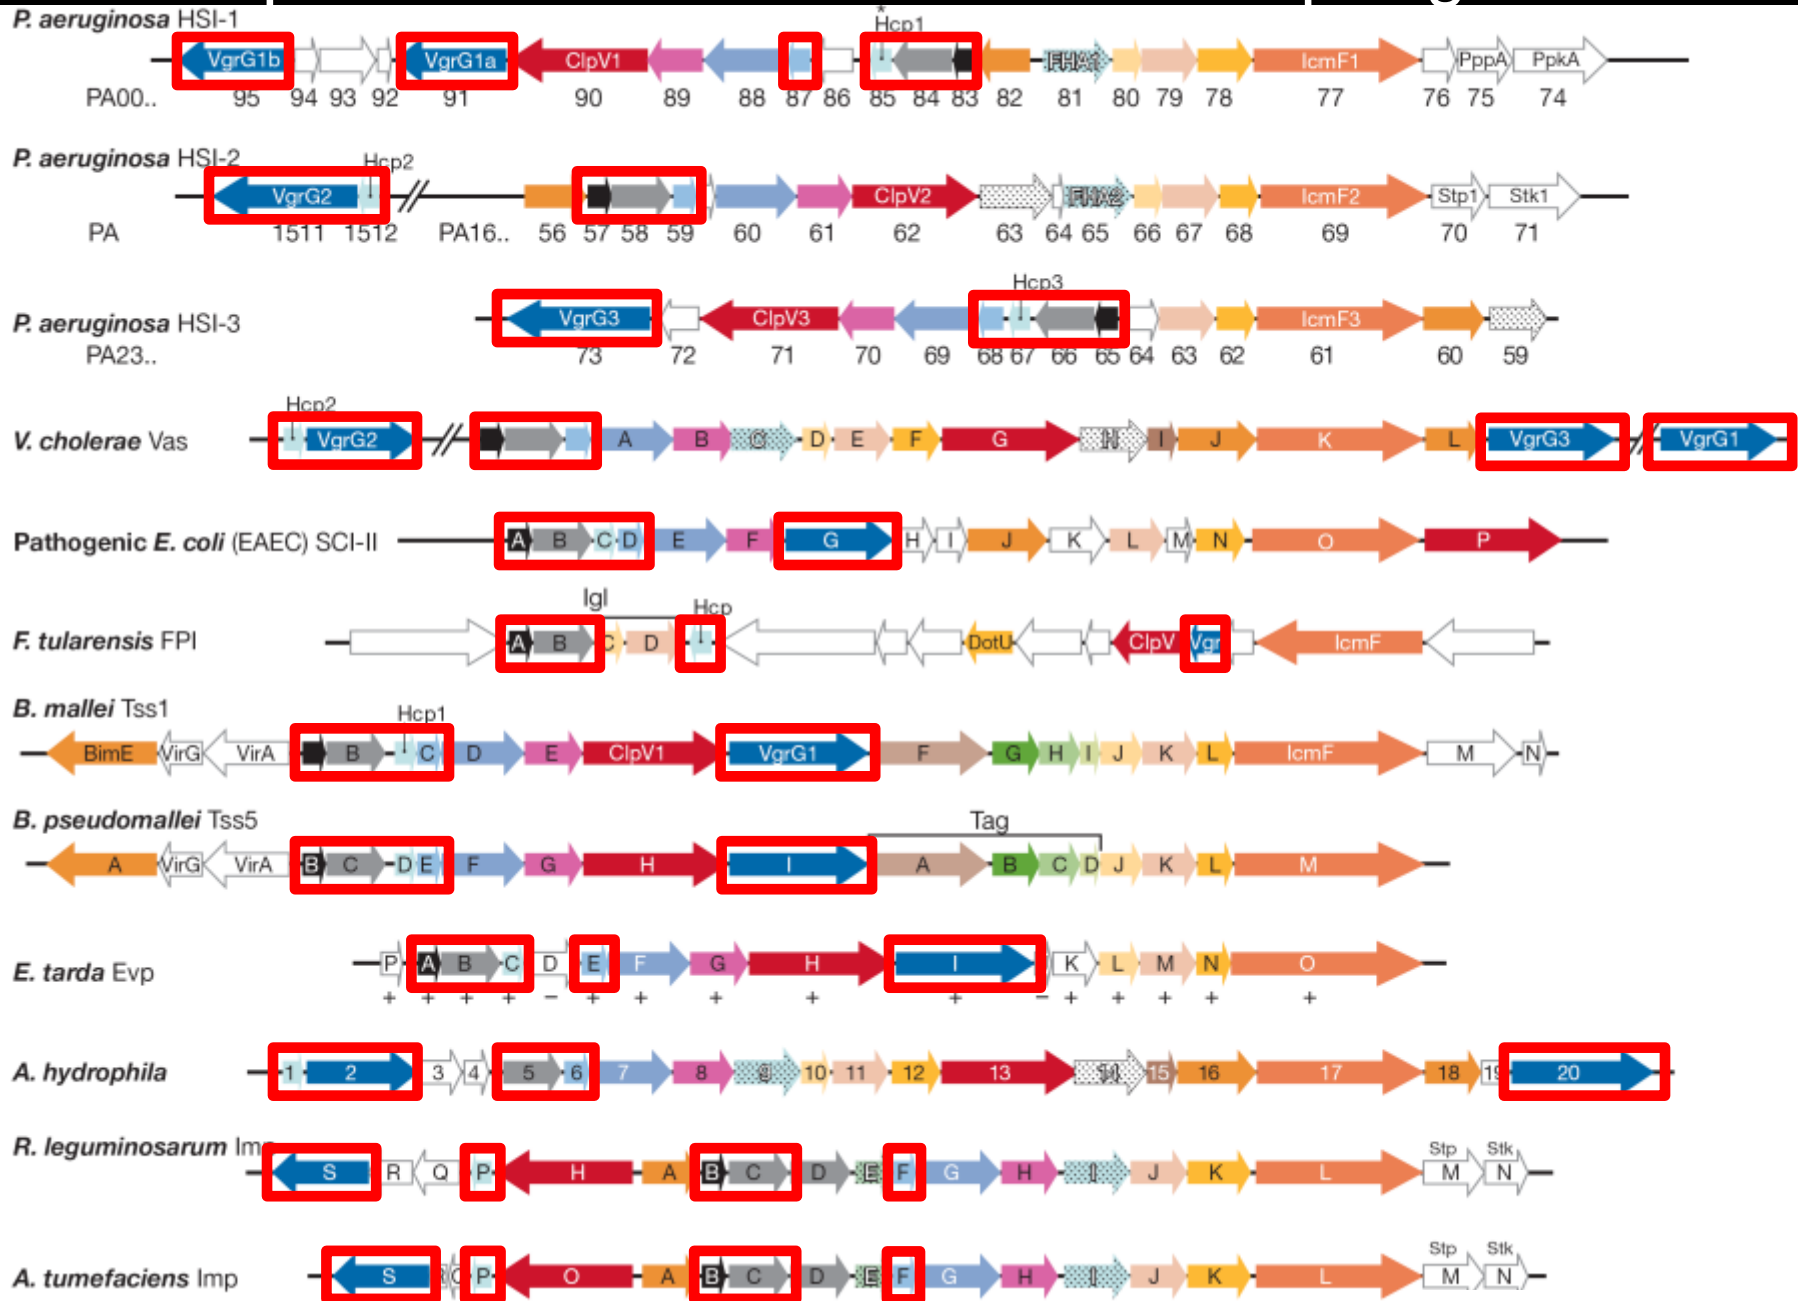 P. aeruginosa HSI-1
Hcp1
*
VgrG1b VgrG1a ClpV1 FHA1 IcmF1 PppA PpkA
PA00.. 95 94 93 92 91 90 89 88 87 86 85 84 83 82 81 80 79 78 77 76 75 74
P. aeruginosa HSI-2
Hcp2
VgrG2 ClpV2 FHA2 IcmF2 Stp1 Stk1
PA 1511 1512 PA16.. 56 57 58 59 60 61 62 63 64 65 66 67 68 69 70 71
Hcp3
P. aeruginosa HSI-3 VgrG3 ClpV3 IcmF3
PA23.. 73 72 71 70 69 68 67 66 65 64 63 62 61 60 59
Hcp2
V. cholerae Vas VgrG2 A B C D E F G H I J K L VgrG3 VgrG1
Pathogenic E. coli (EAEC) SCI-II A B C D E F G H I J K L M N O P
Igl Hcp
F. tularensis FPI A B C D DotU ClpV Vgr IcmF
B. mallei Tss1
Hcp1
BimE VirG VirA B C D E ClpV1 VgrG1 F G H I J K L IcmF M N
B. pseudomallei Tss5
Tag
A VirG VirA B C D E F G H I A B C D J K L M
E. tarda Evp P A B C D E F G H I K L M N O
+ + + + − + + + + + − + + + + +
A. hydrophila 1 2 3 4 5 6 7 8 9 10 11 12 13 14 15 16 17 18 19 20
R. leguminosarum Imp
Stp Stk
S R Q P H A B C D E F G H I J K L M N
Stp Stk
A. tumefaciens Imp S P O A B C D E F G H I J K L M N